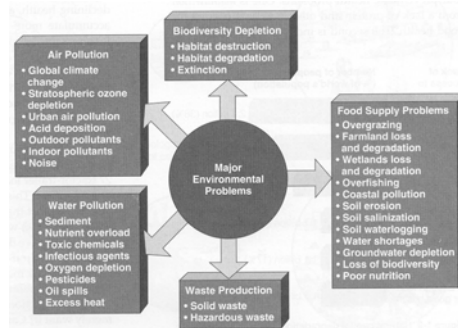 Biodiversity Depletion
• Habitat destruction
• Habitat degradation
• Extinction
Air Pollution
• Global climate
change
• Stratospheric ozone
depletion
• Urban air pollution
• Acid deposition
• Outdoor pollutants
• Indoor pollutants
• Noise
Major
Environmental
Problems
Food Supply Problems
• Overgrazing
• Farmland loss
and degradation
• Wetlands loss
and degradation
• Overfishing
• Coastal pollution
• Soil erosion
• Soil salinization
• Soil waterlogging
• Water shortages
• Groundwater depletion
• Loss of biodiversity
• Poor nutrition
Water Pollution
• Sediment
• Nutrient overload
• Toxic chemicals
• Infectious agents
• Oxygen depletion
• Pesticides
• Oil spills
• Excess heat
Waste Production
• Solid waste
• Hazardous waste